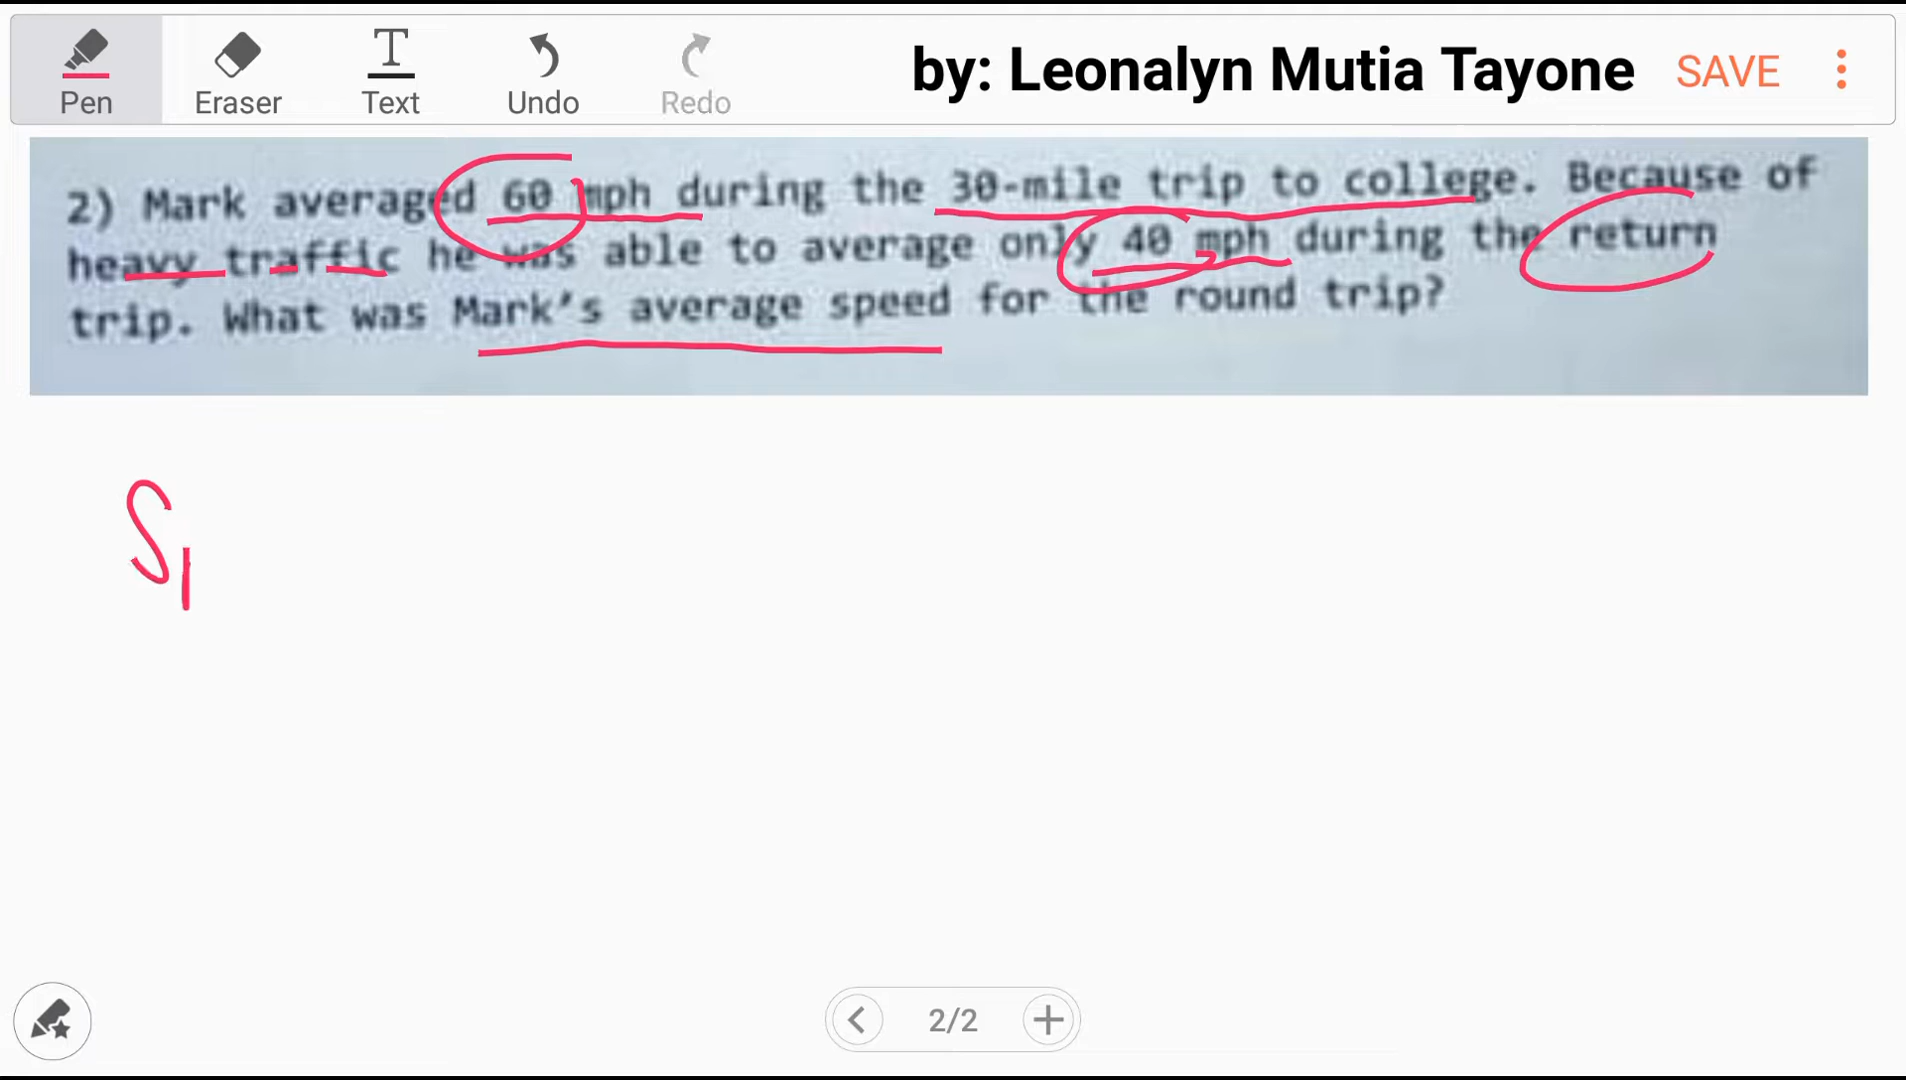 Pen
Eraser
Text
Undo
Redo
by: Leonalyn Mutia Tayone
SAVE
2) Mark averaged 60 mph during the 30-mile trip to college. Because of
heavy traffic he was able to average only 40 mph during the return
trip. What was Mark's average speed for the round trip?
S1
2/2